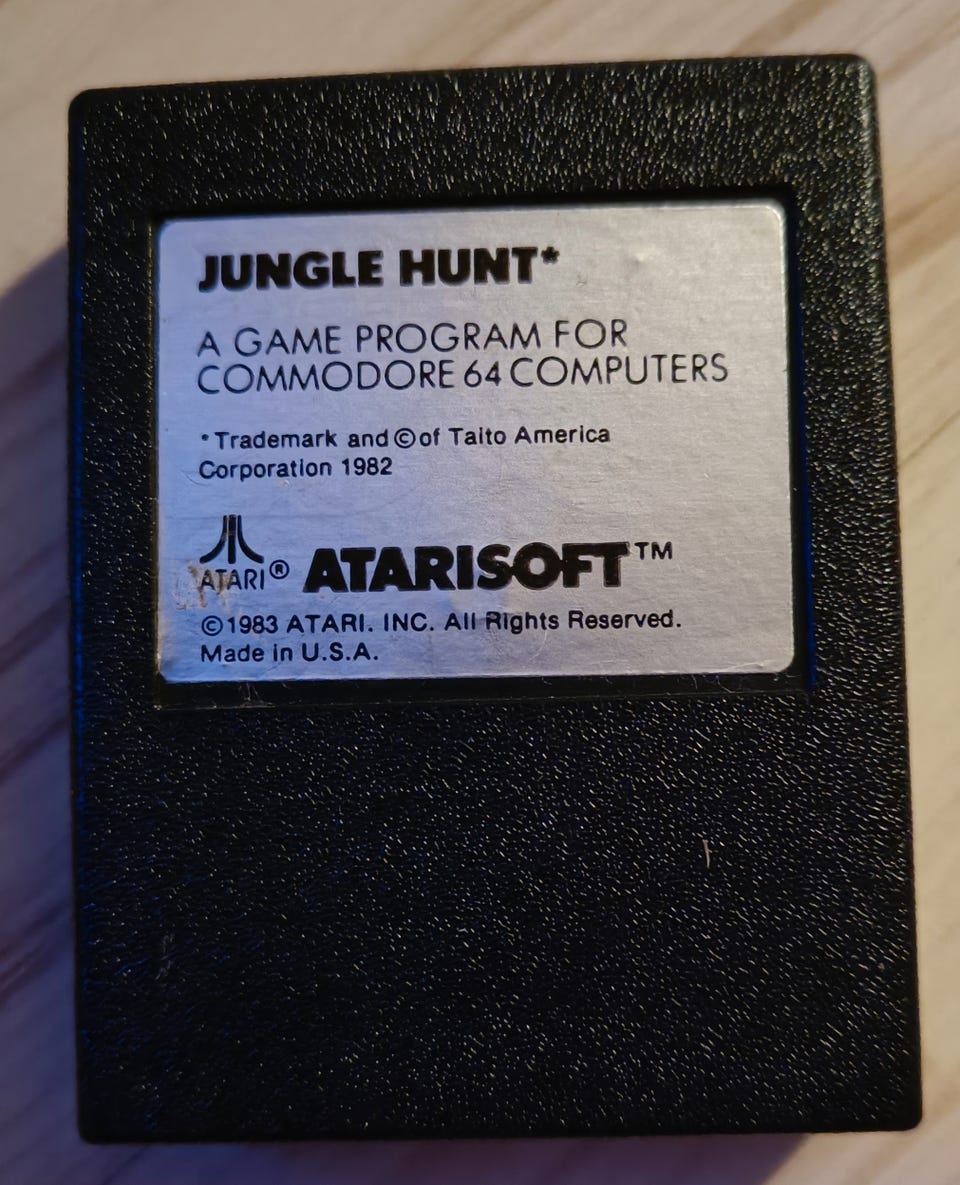 JUNGLE HUNT*
A GAME PROGRAM FOR
COMMODORE 64 COMPUTERS
*Trademark and © of Taito America
Corporation 1982
ATARI® ATARISOFT™
©1983 ATARI. INC. All Rights Reserved.
Made in U.S.A.